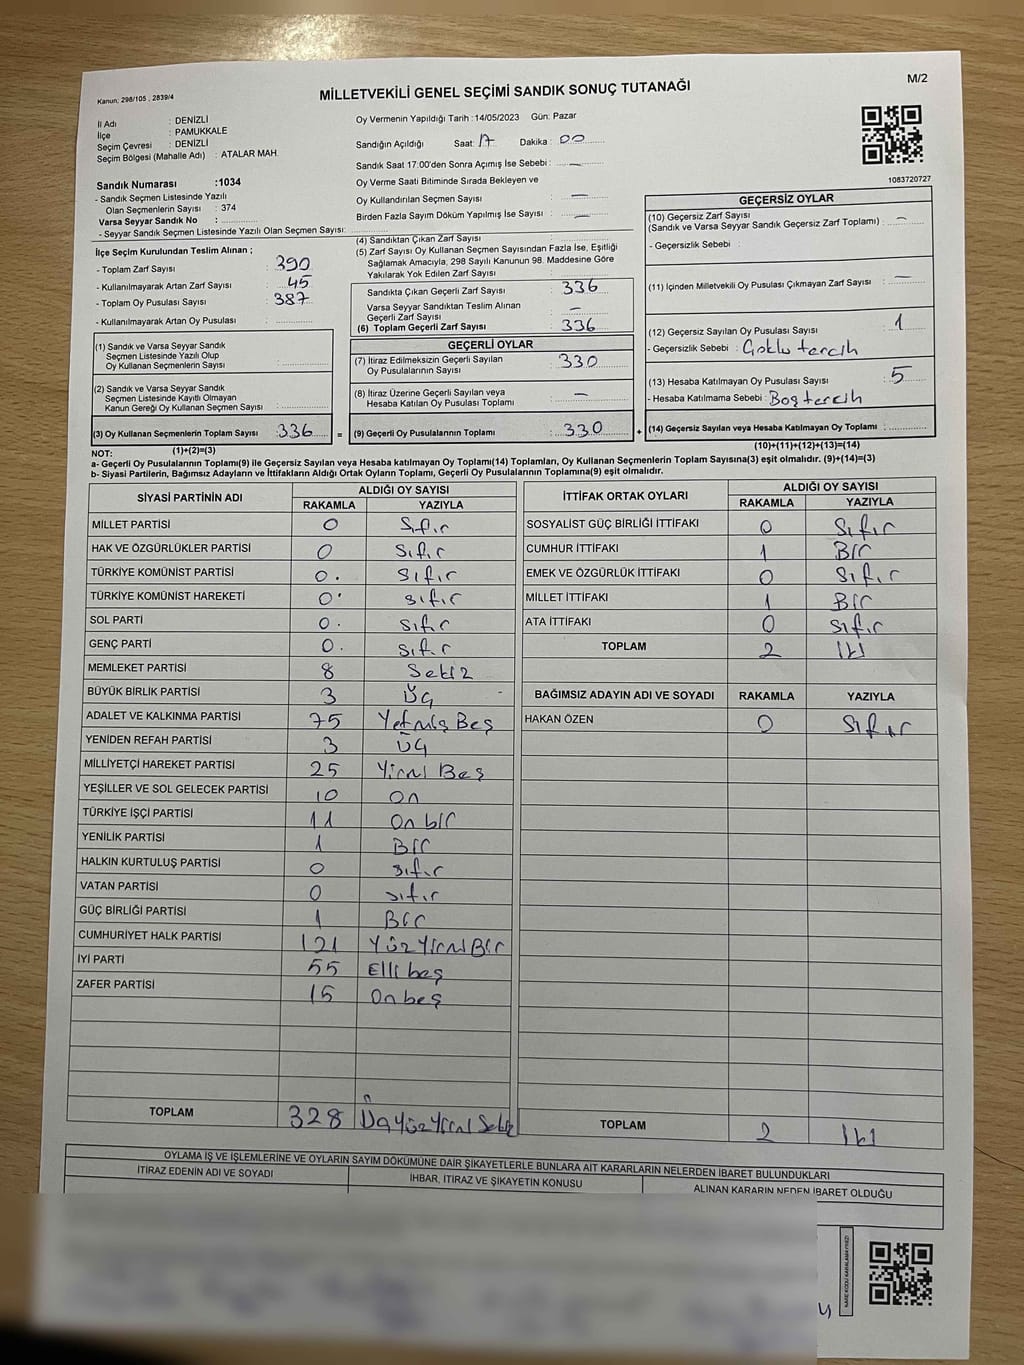 M/2
Kanun; 298/105 , 2839/4
MİLLETVEKİLİ GENEL SEÇİMİ SANDIK SONUÇ TUTANAĞI
İl Adı : DENİZLİ
İlçe : PAMUKKALE
Seçim Çevresi : DENİZLİ
Seçim Bölgesi (Mahalle Adı) : ATALAR MAH.
Sandık Numarası :1034
- Sandık Seçmen Listesinde Yazılı
Olan Seçmenlerin Sayısı : 374
Varsa Seyyar Sandık No :
- Seyyar Sandık Seçmen Listesinde Yazılı Olan Seçmen Sayısı:
Oy Vermenin Yapıldığı Tarih :14/05/2023 Gün: Pazar
Sandığın Açıldığı Saat: 17 Dakika : 00
Sandık Saat 17:00'den Sonra Açımış İse Sebebi : —
Oy Verme Saati Bitiminde Sırada Bekleyen ve
Oy Kullandırılan Seçmen Sayısı : —
Birden Fazla Sayım Döküm Yapılmış İse Sayısı : —
1083720727
İlçe Seçim Kurulundan Teslim Alınan ;
- Toplam Zarf Sayısı : 390
- Kullanılmayarak Artan Zarf Sayısı : 45
- Toplam Oy Pusulası Sayısı : 387
- Kullanılmayarak Artan Oy Pusulası :
(1) Sandık ve Varsa Seyyar Sandık
Seçmen Listesinde Yazılı Olup
Oy Kullanan Seçmenlerin Sayısı :
(2) Sandık ve Varsa Seyyar Sandık
Seçmen Listesinde Kayıtlı Olmayan
Kanun Gereği Oy Kullanan Seçmen Sayısı :
(3) Oy Kullanan Seçmenlerin Toplam Sayısı :336
(1)+(2)=(3)
(4) Sandıktan Çıkan Zarf Sayısı
(5) Zarf Sayısı Oy Kullanan Seçmen Sayısından Fazla İse, Eşitliği
Sağlamak Amacıyla, 298 Sayılı Kanunun 98. Maddesine Göre
Yakılarak Yok Edilen Zarf Sayısı :
Sandıkta Çıkan Geçerli Zarf Sayısı : 336
Varsa Seyyar Sandıktan Teslim Alınan
Geçerli Zarf Sayısı : —
(6) Toplam Geçerli Zarf Sayısı : 336
GEÇERLİ OYLAR
(7) İtiraz Edilmeksizin Geçerli Sayılan
Oy Pusulalarının Sayısı : 330
(8) İtiraz Üzerine Geçerli Sayılan veya
Hesaba Katılan Oy Pusulası Toplamı : —
= (9) Geçerli Oy Pusulalarının Toplamı : 330 +
GEÇERSİZ OYLAR
(10) Geçersiz Zarf Sayısı
(Sandık ve Varsa Seyyar Sandık Geçersiz Zarf Toplamı) : —
- Geçersizlik Sebebi :
(11) İçinden Milletvekili Oy Pusulası Çıkmayan Zarf Sayısı : —
(12) Geçersiz Sayılan Oy Pusulası Sayısı : 1
- Geçersizlik Sebebi : Çoklu tercih
(13) Hesaba Katılmayan Oy Pusulası Sayısı : 5
- Hesaba Katılmama Sebebi : Boş tercih
(14) Geçersiz Sayılan veya Hesaba Katılmayan Oy Toplamı :
(10)+(11)+(12)+(13)=(14)
NOT:
a- Geçerli Oy Pusulalarının Toplamı(9) ile Geçersiz Sayılan veya Hesaba katılmayan Oy Toplamı(14) Toplamları, Oy Kullanan Seçmenlerin Toplam Sayısına(3) eşit olmalıdır. (9)+(14)=(3)
b- Siyasi Partilerin, Bağımsız Adayların ve İttifakların Aldığı Ortak Oyların Toplamı, Geçerli Oy Pusulalarının Toplamına(9) eşit olmalıdır.
SİYASİ PARTİNİN ADI ALDIĞI OY SAYISI
RAKAMLA YAZIYLA
MİLLET PARTİSİ 0 Sıfır
HAK VE ÖZGÜRLÜKLER PARTİSİ 0 Sıfır
TÜRKİYE KOMÜNİST PARTİSİ 0. Sıfır
TÜRKİYE KOMÜNİST HAREKETİ 0 sıfır
SOL PARTİ 0. sıfır
GENÇ PARTİ 0. sıfır
MEMLEKET PARTİSİ 8 Sekiz
BÜYÜK BİRLİK PARTİSİ 3 Üç
ADALET VE KALKINMA PARTİSİ 75 Yetmiş Beş
YENİDEN REFAH PARTİSİ 3 Üç
MİLLİYETÇİ HAREKET PARTİSİ 25 Yirmi Beş
YEŞİLLER VE SOL GELECEK PARTİSİ 10 On
TÜRKİYE İŞÇİ PARTİSİ 11 On bir
YENİLİK PARTİSİ 1 Bir
HALKIN KURTULUŞ PARTİSİ 0 sıfır
VATAN PARTİSİ 0 sıfır
GÜÇ BİRLİĞİ PARTİSİ 1 Bir
CUMHURİYET HALK PARTİSİ 121 Yüz Yirmi Bir
İYİ PARTİ 55 Elli beş
ZAFER PARTİSİ 15 On beş
TOPLAM 328 Üç Yüz Yirmi Sekiz
İTTİFAK ORTAK OYLARI ALDIĞI OY SAYISI
RAKAMLA YAZIYLA
SOSYALİST GÜÇ BİRLİĞİ İTTİFAKI 0 Sıfır
CUMHUR İTTİFAKI 1 Bir
EMEK VE ÖZGÜRLÜK İTTİFAKI 0 Sıfır
MİLLET İTTİFAKI 1 Bir
ATA İTTİFAKI 0 sıfır
TOPLAM 2 İki
BAĞIMSIZ ADAYIN ADI VE SOYADI RAKAMLA YAZIYLA
HAKAN ÖZEN 0 Sıfır
TOPLAM 2 İki
OYLAMA İŞ VE İŞLEMLERİNE VE OYLARIN SAYIM DÖKÜMÜNE DAİR ŞİKAYETLERLE BUNLARA AİT KARARLARIN NELERDEN İBARET BULUNDUKLARI
İTİRAZ EDENİN ADI VE SOYADI İHBAR, İTİRAZ VE ŞİKAYETİN KONUSU ALINAN KARARIN NEDEN İBARET OLDUĞU